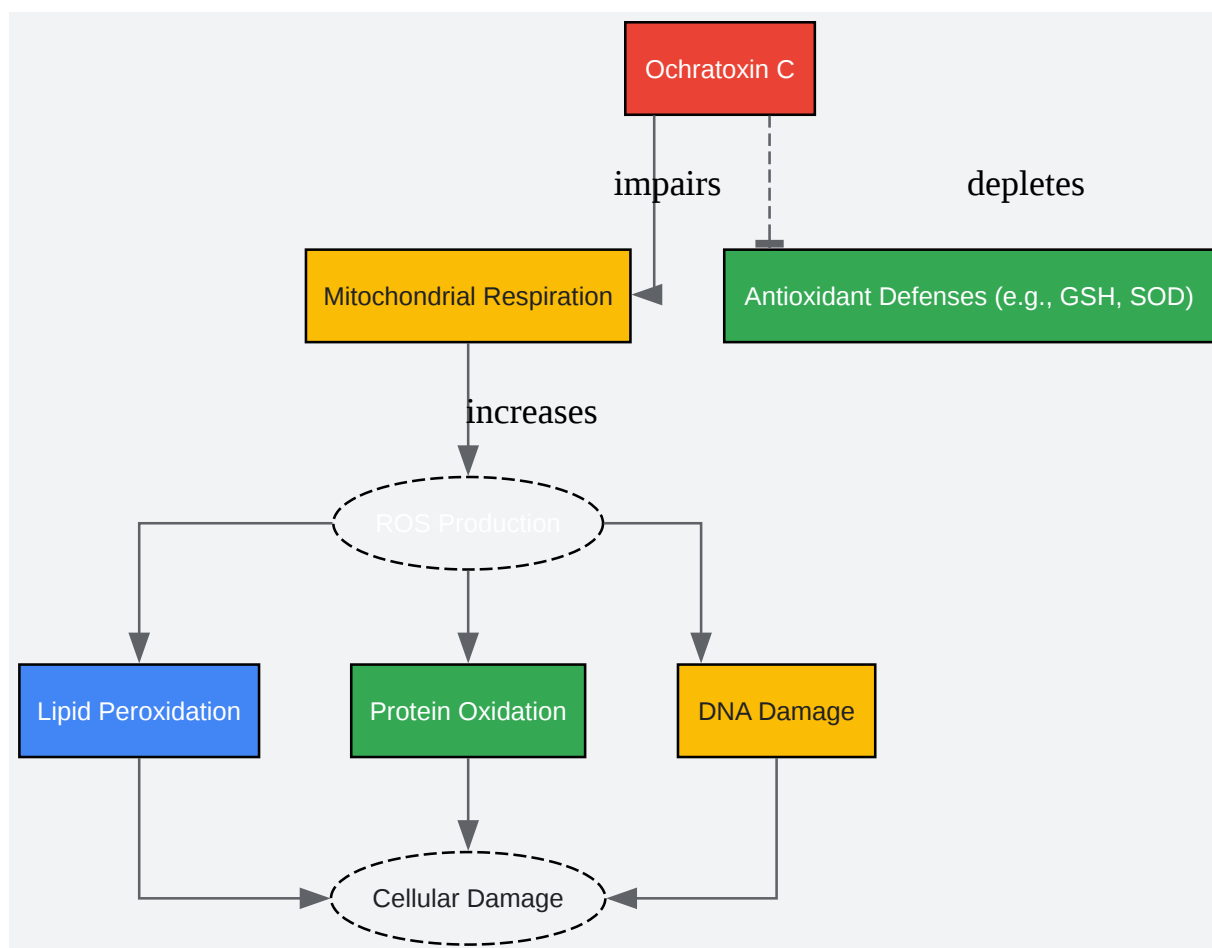 Ochratoxin C
impairs
depletes
Mitochondrial Respiration
Antioxidant Defenses (e.g., GSH, SOD)
increases
ROS Production
Lipid Peroxidation
Protein Oxidation
DNA Damage
Cellular Damage